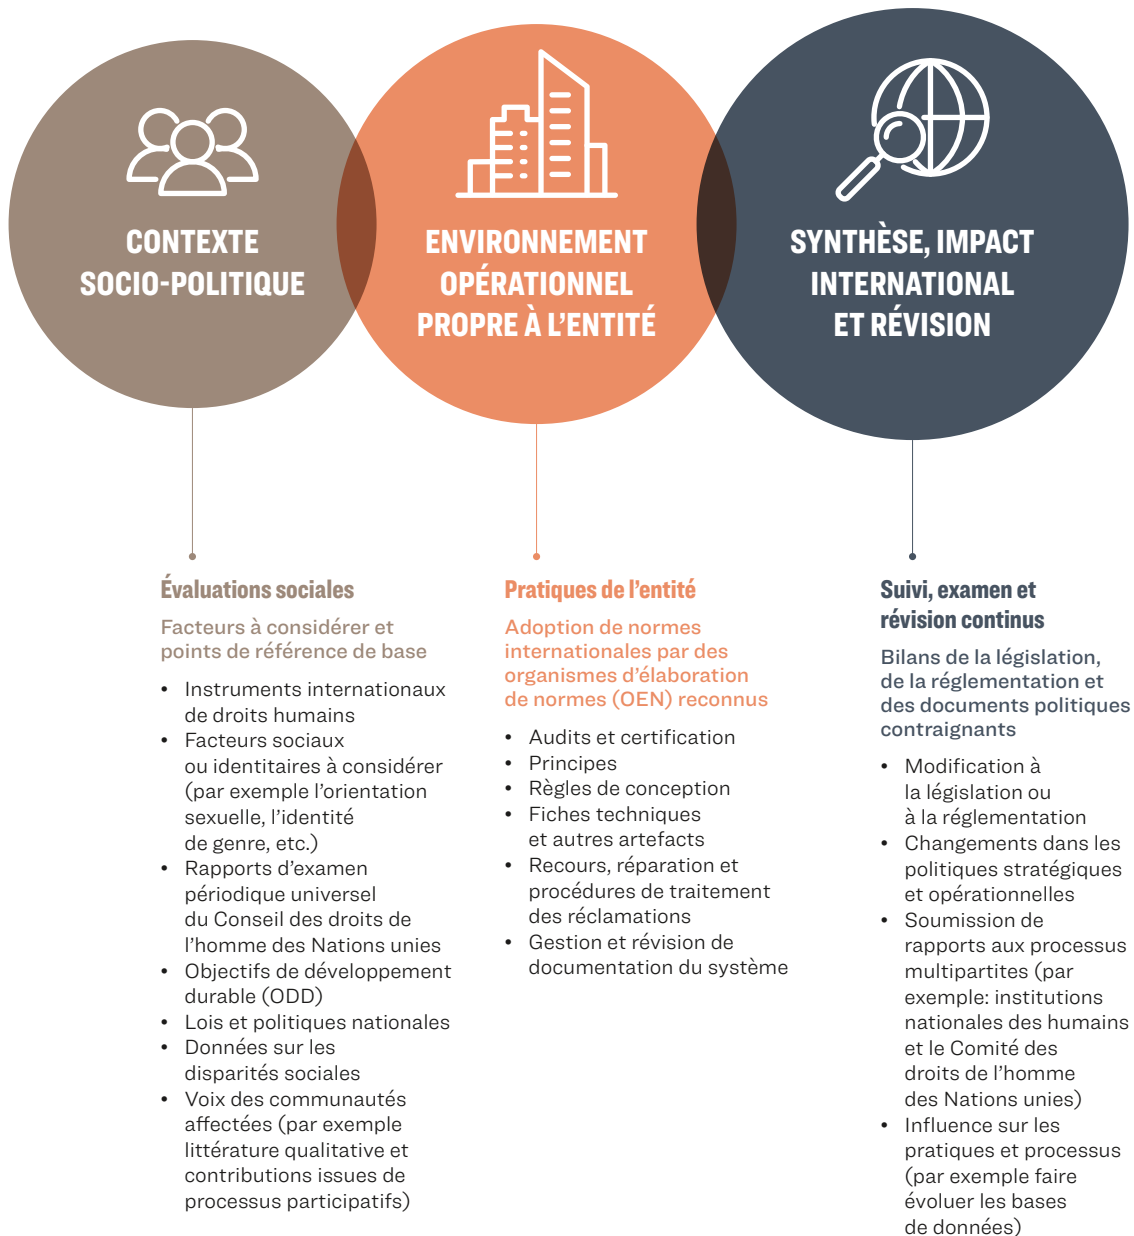 CONTEXTE
SOCIO-POLITIQUE
ENVIRONNEMENT
OPÉRATIONNEL
PROPRE À L'ENTITÉ
SYNTHÈSE, IMPACT
INTERNATIONAL
ET RÉVISION
Évaluations sociales
Facteurs à considérer et
points de référence de base
• Instruments internationaux
de droits humains
• Facteurs sociaux
ou identitaires à considérer
(par exemple l'orientation
sexuelle, l'identité
de genre, etc.)
• Rapports d'examen
périodique universel
du Conseil des droits de
l'homme des Nations unies
• Objectifs de développement
durable (ODD)
• Lois et politiques nationales
• Données sur les
disparités sociales
• Voix des communautés
affectées (par exemple
littérature qualitative et
contributions issues de
processus participatifs)
Pratiques de l'entité
Adoption de normes
internationales par des
organismes d'élaboration
de normes (OEN) reconnus
• Audits et certification
• Principes
• Règles de conception
• Fiches techniques
et autres artefacts
• Recours, réparation et
procédures de traitement
des réclamations
• Gestion et révision de
documentation du système
Suivi, examen et
révision continus
Bilans de la législation,
de la réglementation et
des documents politiques
contraignants
• Modification à
la législation ou
à la réglementation
• Changements dans les
politiques stratégiques
et opérationnelles
• Soumission de
rapports aux processus
multipartites (par
exemple: institutions
nationales des humains
et le Comité des
droits de l'homme
des Nations unies)
• Influence sur les
pratiques et processus
(par exemple faire
évoluer les bases
de données)